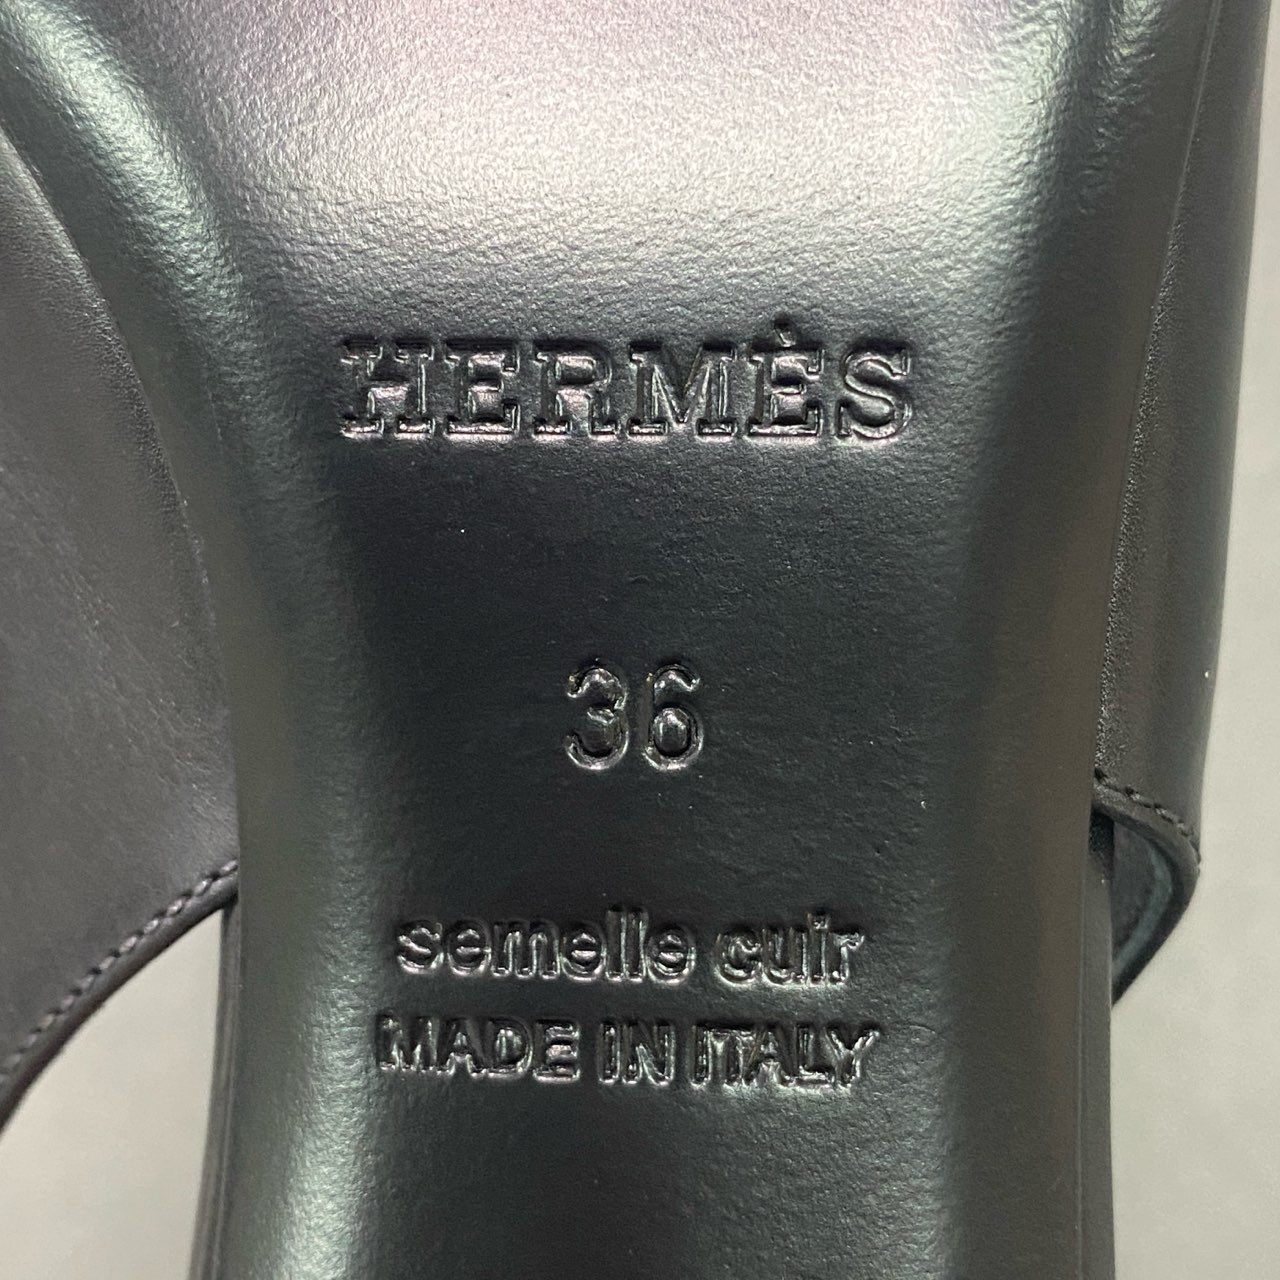 HERMÈS
36
semelle cuir
MADE IN ITALY